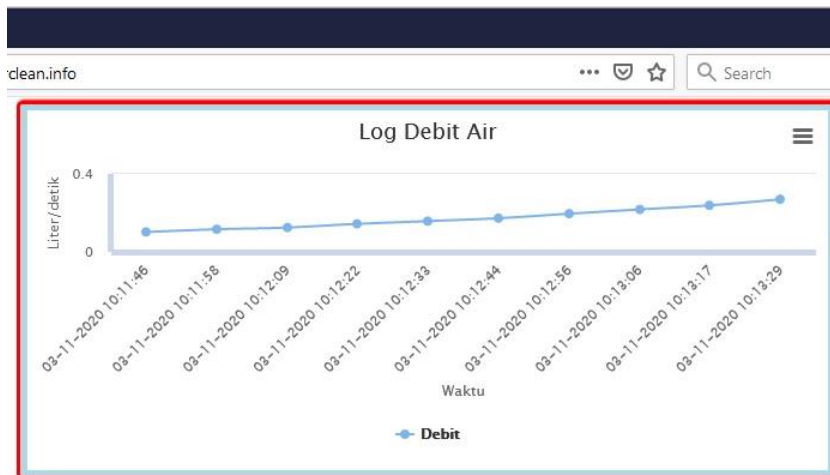 rclean.info
Search
Log Debit Air
Liter/detik
0.4
0
03-11-2020 10:11:46
03-11-2020 10:11:58
03-11-2020 10:12:09
03-11-2020 10:12:22
03-11-2020 10:12:33
03-11-2020 10:12:44
03-11-2020 10:12:56
03-11-2020 10:13:06
03-11-2020 10:13:17
03-11-2020 10:13:29
Waktu
Debit